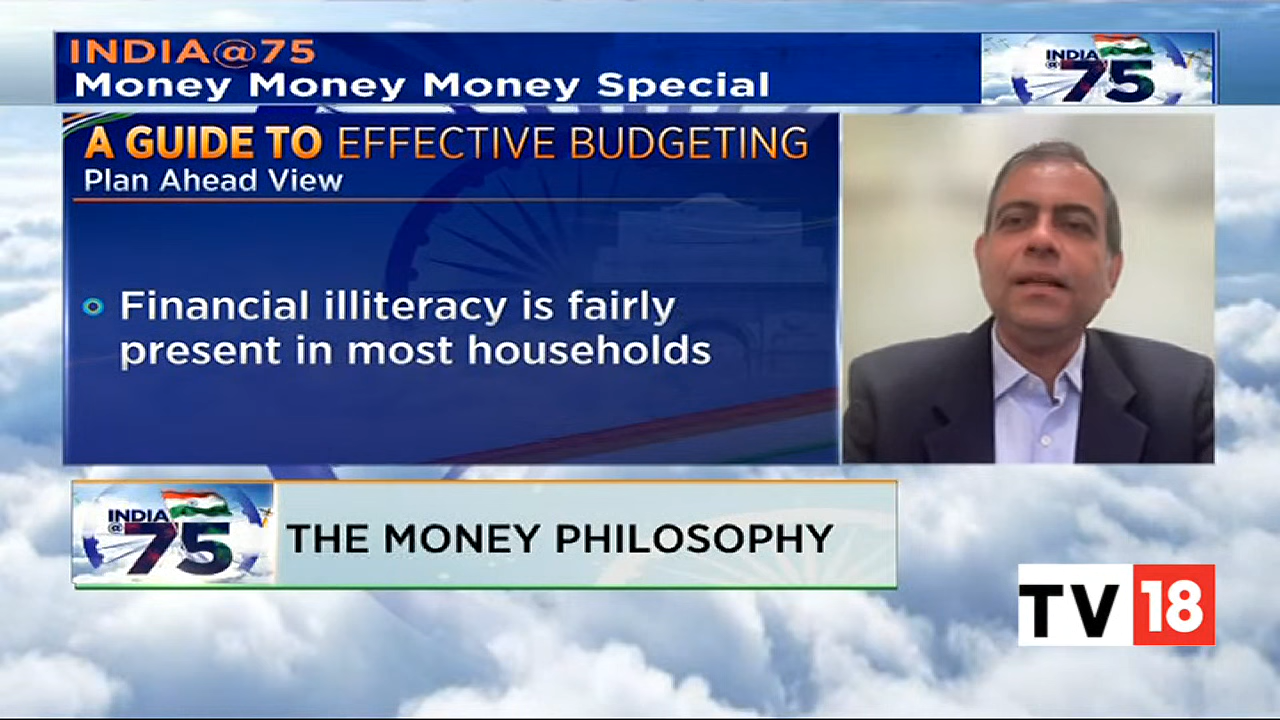 INDIA@75
Money Money Money Special
INDIA
@75
A GUIDE TO EFFECTIVE BUDGETING
Plan Ahead View
Financial illiteracy is fairly
present in most households
INDIA
@75
THE MONEY PHILOSOPHY
TV18